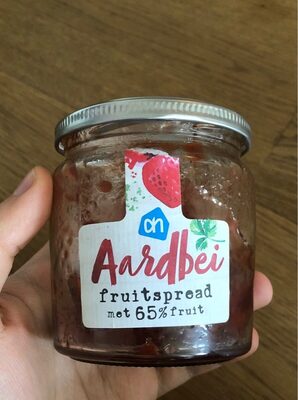 ah
Aardbei
fruitspread
met 65% fruit